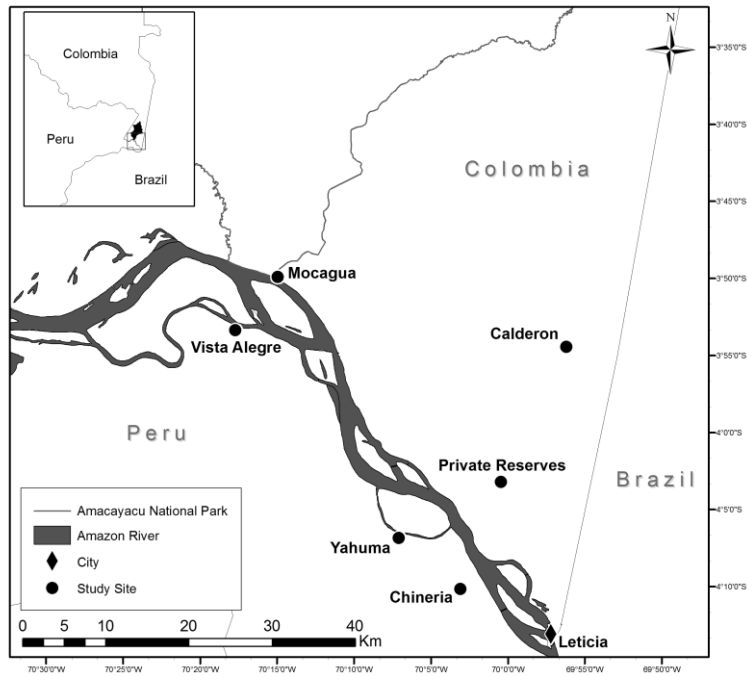 Colombia
Peru
Brazil
N
Colombia
Mocagua
Vista Alegre
Calderon
Peru
Private Reserves
Brazil
Yahuma
Chineria
Leticia
Amacayacu National Park
Amazon River
City
Study Site
0 5 10 20 30 40
Km
3°35'0"S
3°40'0"S
3°45'0"S
3°50'0"S
3°55'0"S
4°0'0"S
4°5'0"S
4°10'0"S
70°30'0"W 70°25'0"W 70°20'0"W 70°15'0"W 70°10'0"W 70°5'0"W 70°0'0"W 69°55'0"W 69°50'0"W